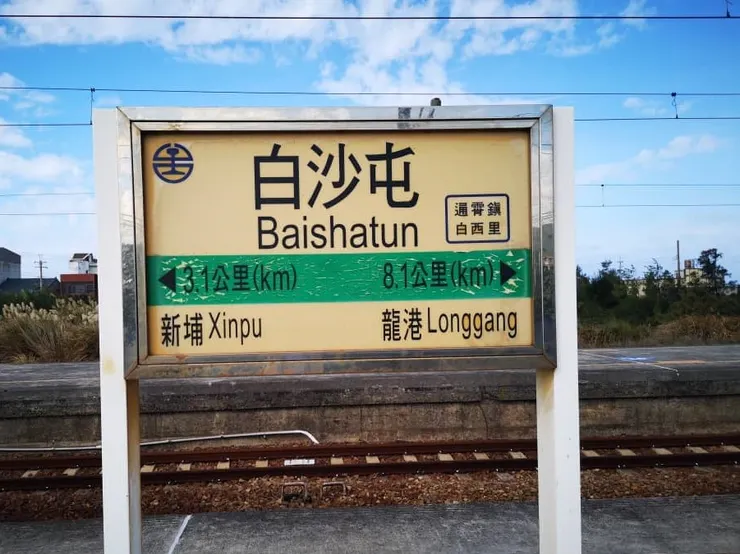 白沙屯
Baishatun
通霄鎮
白西里
3.1公里(km)
8.1公里(km)
新埔 Xinpu
龍港 Longgang